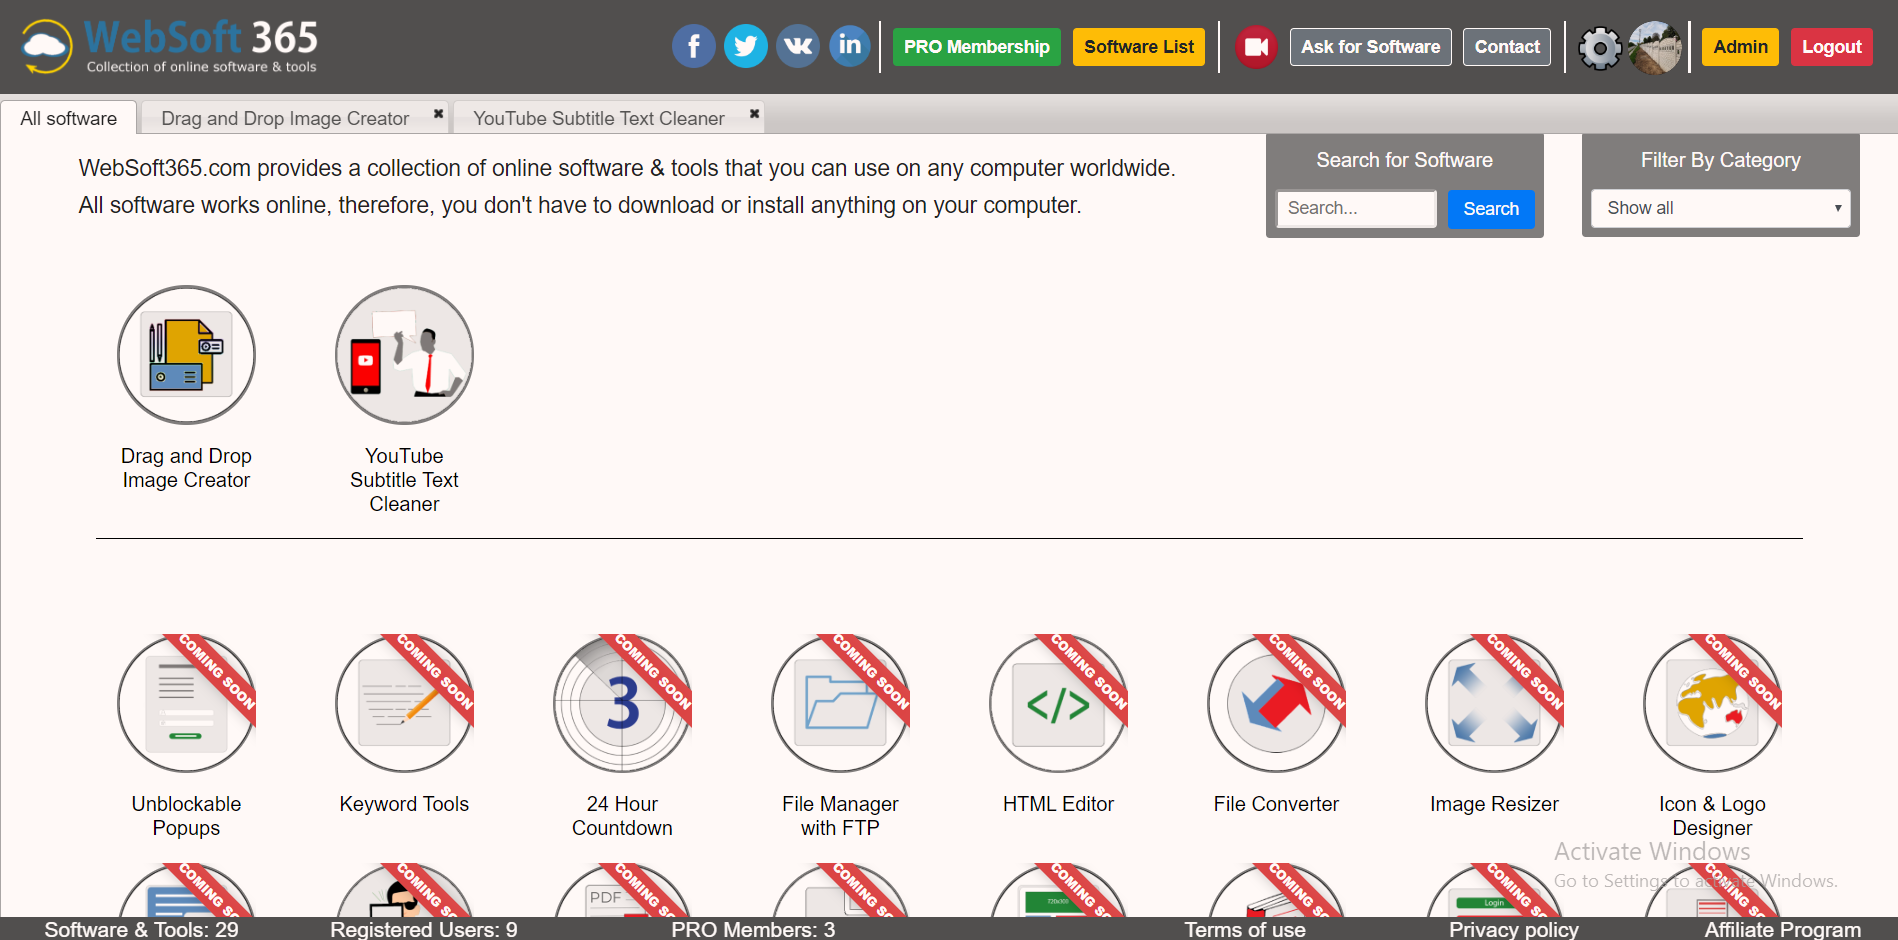 WebSoft 365
Collection of online software & tools
f
vk
in
PRO Membership
Software List
Ask for Software
Contact
Admin
Logout
All software
Drag and Drop Image Creator
YouTube Subtitle Text Cleaner
WebSoft365.com provides a collection of online software & tools that you can use on any computer worldwide.
All software works online, therefore, you don't have to download or install anything on your computer.
Search for Software
Search...
Search
Filter By Category
Show all
Drag and Drop
Image Creator
YouTube
Subtitle Text
Cleaner
COMING SOON
COMING SOON
COMING SOON
3
COMING SOON
COMING SOON
</>
COMING SOON
COMING SOON
COMING SOON
Unblockable
Popups
Keyword Tools
24 Hour
Countdown
File Manager
with FTP
HTML Editor
File Converter
Image Resizer
Icon & Logo
Designer
Activate Windows
Go to Settings to activate Windows.
COMING SO
COMING SO
COMING SO
PDF
COMING SO
COMING SO
720x300
COMING SO
COMING SO
Login
COMING SO
Software & Tools: 29
Registered Users: 9
PRO Members: 3
Terms of use
Privacy policy
Affiliate Program